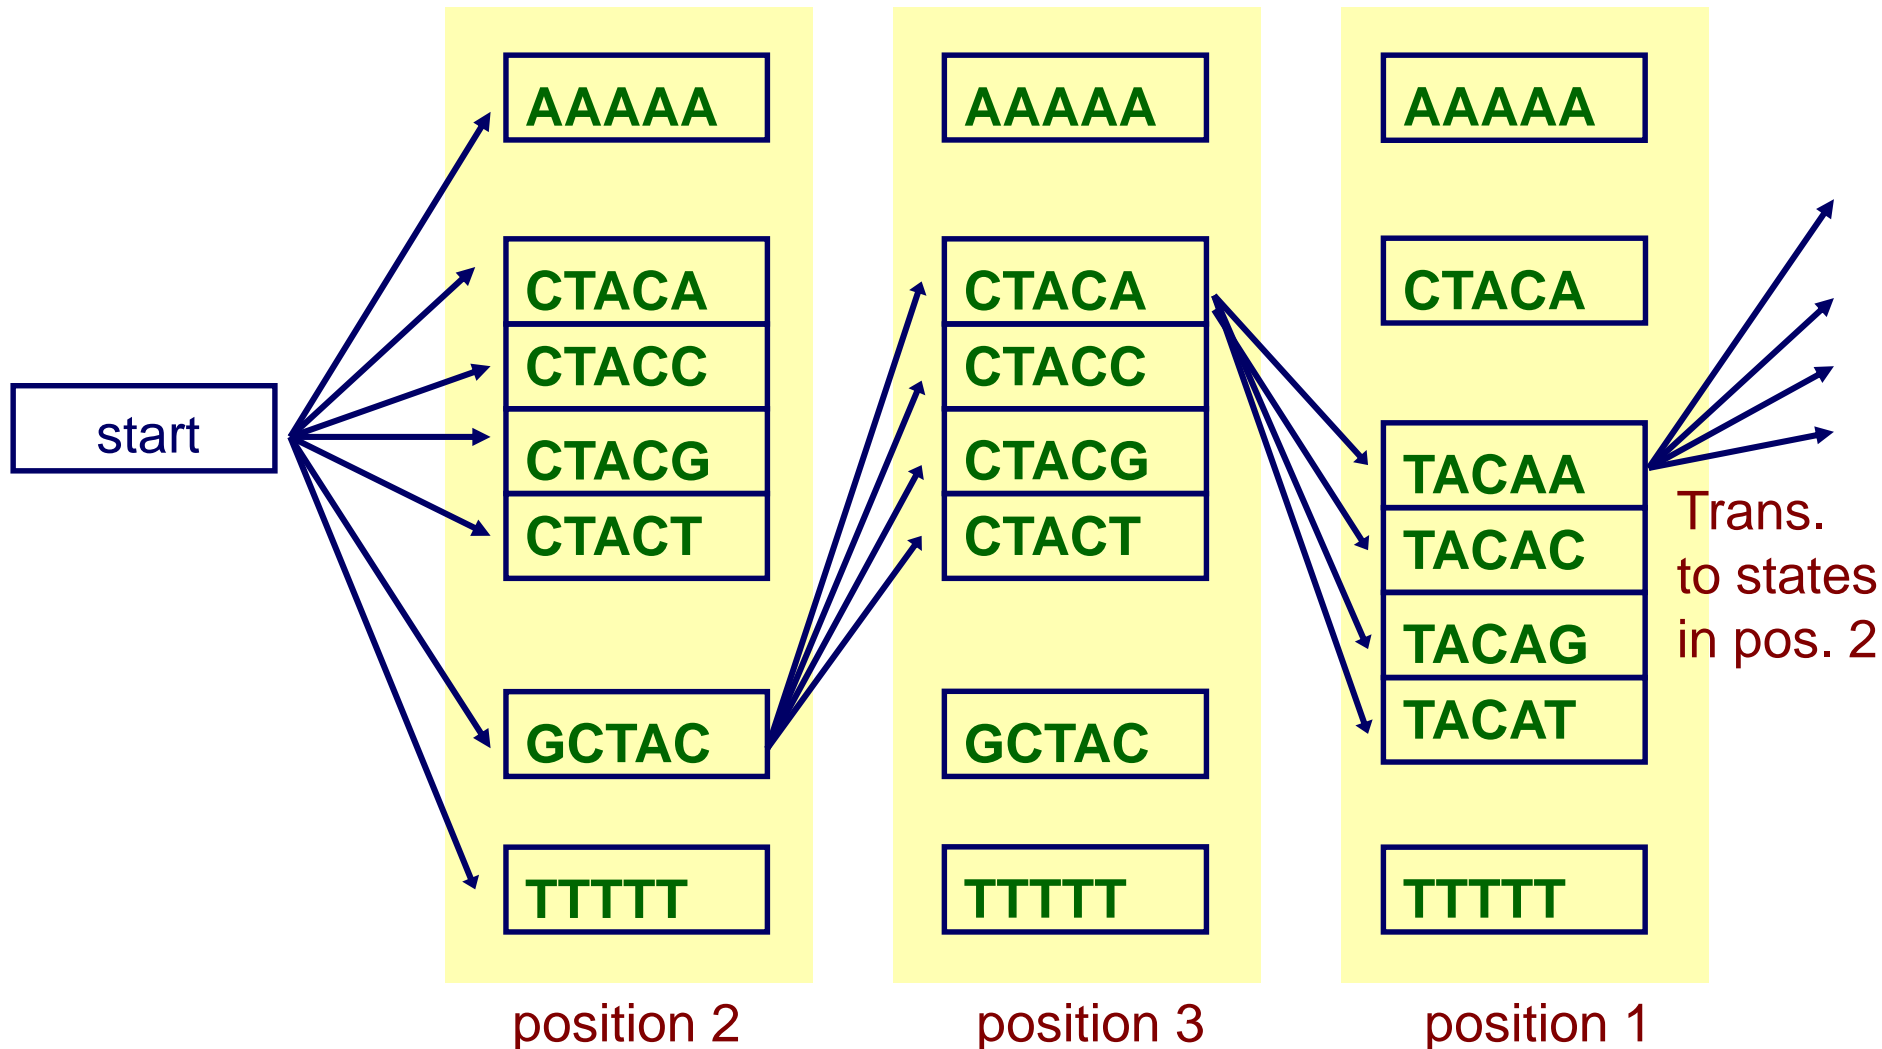 start
AAAAA
CTACA
CTACC
CTACG
CTACT
GCTAC
TTTTT
position 2
AAAAA
CTACA
CTACC
CTACG
CTACT
GCTAC
TTTTT
position 3
AAAAA
CTACA
TACAA
TACAC
TACAG
TACAT
TTTTT
position 1
Trans.
to states
in pos. 2